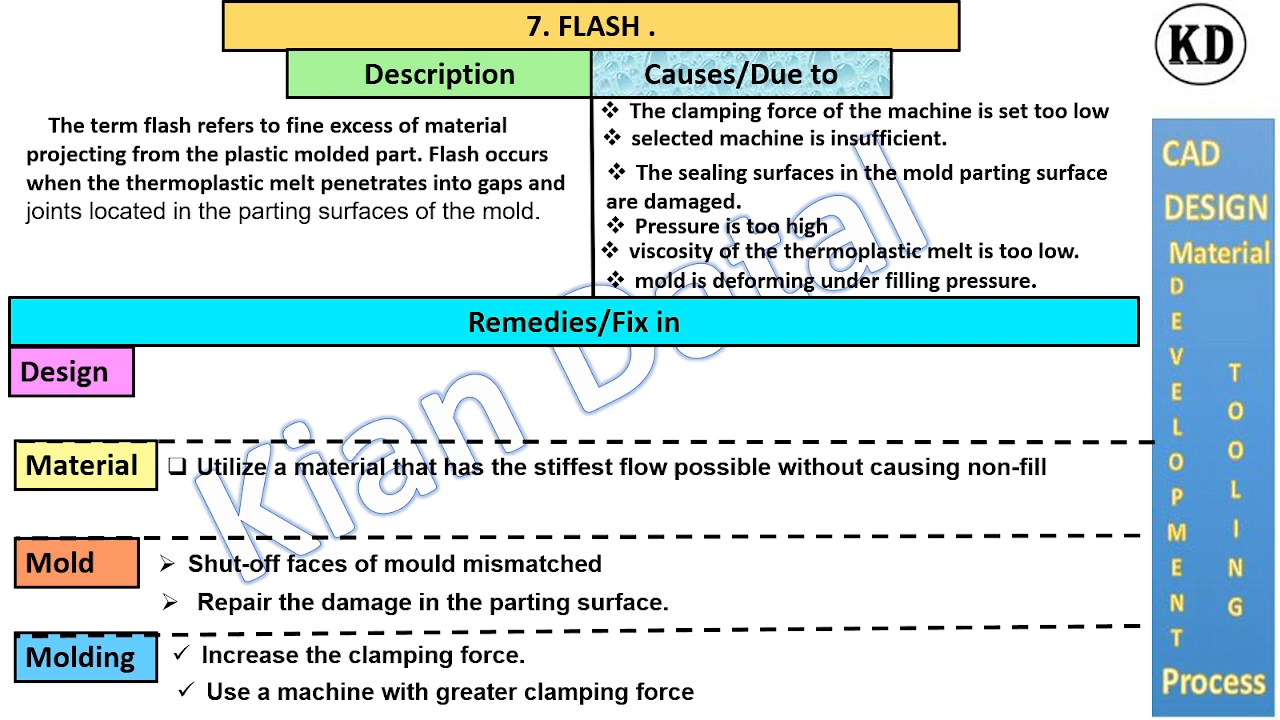 7. FLASH .
KD
Description
Causes/Due to
The term flash refers to fine excess of material
projecting from the plastic molded part. Flash occurs
when the thermoplastic melt penetrates into gaps and
joints located in the parting surfaces of the mold.
❖ The clamping force of the machine is set too low
❖ selected machine is insufficient.
❖ The sealing surfaces in the mold parting surface
are damaged.
❖ Pressure is too high
❖ viscosity of the thermoplastic melt is too low.
❖ mold is deforming under filling pressure.
Remedies/Fix in
Design
Material
❑ Utilize a material that has the stiffest flow possible without causing non-fill
Mold
➢ Shut-off faces of mould mismatched
➢ Repair the damage in the parting surface.
Molding
✓ Increase the clamping force.
✓ Use a machine with greater clamping force
Kian Datal
CAD
DESIGN
Material
DEVELOPMENT
TOOLING
Process